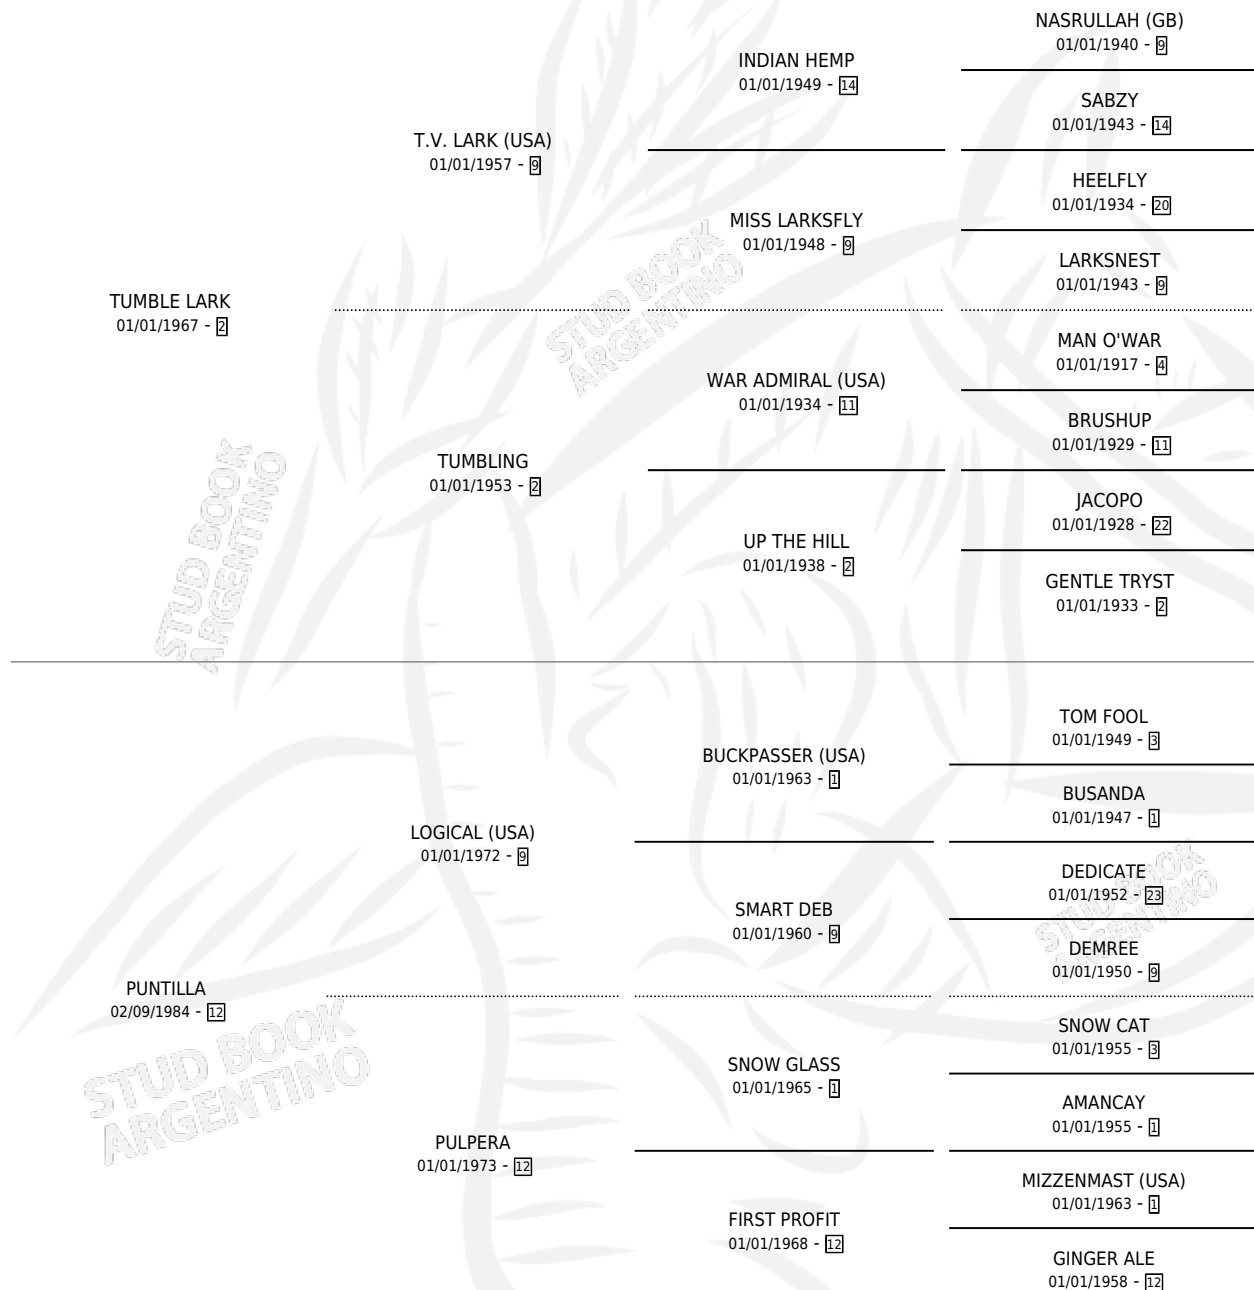 NASRULLAH (GB)
01/01/1940 - 9
INDIAN HEMP
01/01/1949 - 14
SABZY
01/01/1943 - 14
T.V. LARK (USA)
01/01/1957 - 9
HEELFLY
01/01/1934 - 20
MISS LARKSFLY
01/01/1948 - 9
LARKSNEST
01/01/1943 - 9
TUMBLE LARK
01/01/1967 - 2
MAN O'WAR
01/01/1917 - 4
WAR ADMIRAL (USA)
01/01/1934 - 11
BRUSHUP
01/01/1929 - 11
TUMBLING
01/01/1953 - 2
JACOPO
01/01/1928 - 22
UP THE HILL
01/01/1938 - 2
GENTLE TRYST
01/01/1933 - 2
TOM FOOL
01/01/1949 - 3
BUCKPASSER (USA)
01/01/1963 - 1
BUSANDA
01/01/1947 - 1
LOGICAL (USA)
01/01/1972 - 9
DEDICATE
01/01/1952 - 23
SMART DEB
01/01/1960 - 9
DEMREE
01/01/1950 - 9
PUNTILLA
02/09/1984 - 12
SNOW CAT
01/01/1955 - 3
SNOW GLASS
01/01/1965 - 1
AMANCAY
01/01/1955 - 1
PULPERA
01/01/1973 - 12
MIZZENMAST (USA)
01/01/1963 - 1
FIRST PROFIT
01/01/1968 - 12
GINGER ALE
01/01/1958 - 12
STUD BOOK
ARGENTINO
STUD BOOK
ARGENTINO
STUD BOOK
ARGENTINO
STUD BOOK
ARGENTINO